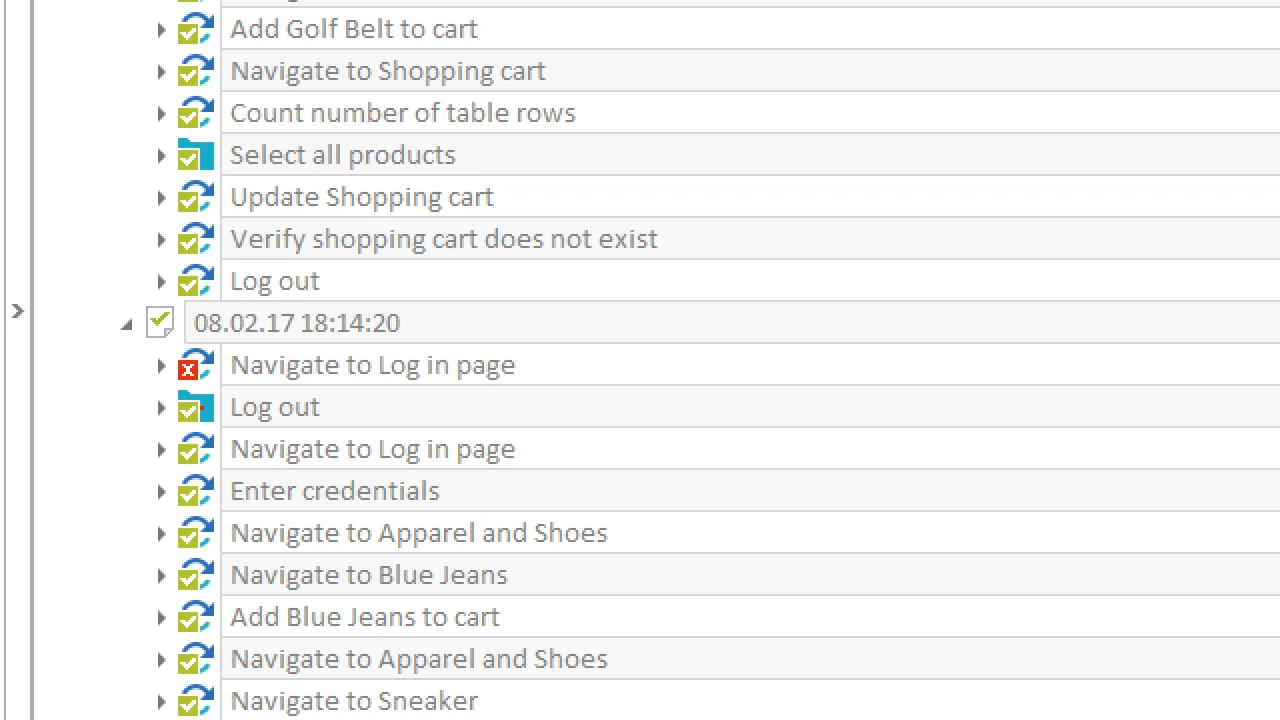 Add Golf Belt to cart
Navigate to Shopping cart
Count number of table rows
Select all products
Update Shopping cart
Verify shopping cart does not exist
Log out
08.02.17 18:14:20
Navigate to Log in page
Log out
Navigate to Log in page
Enter credentials
Navigate to Apparel and Shoes
Navigate to Blue Jeans
Add Blue Jeans to cart
Navigate to Apparel and Shoes
Navigate to Sneaker